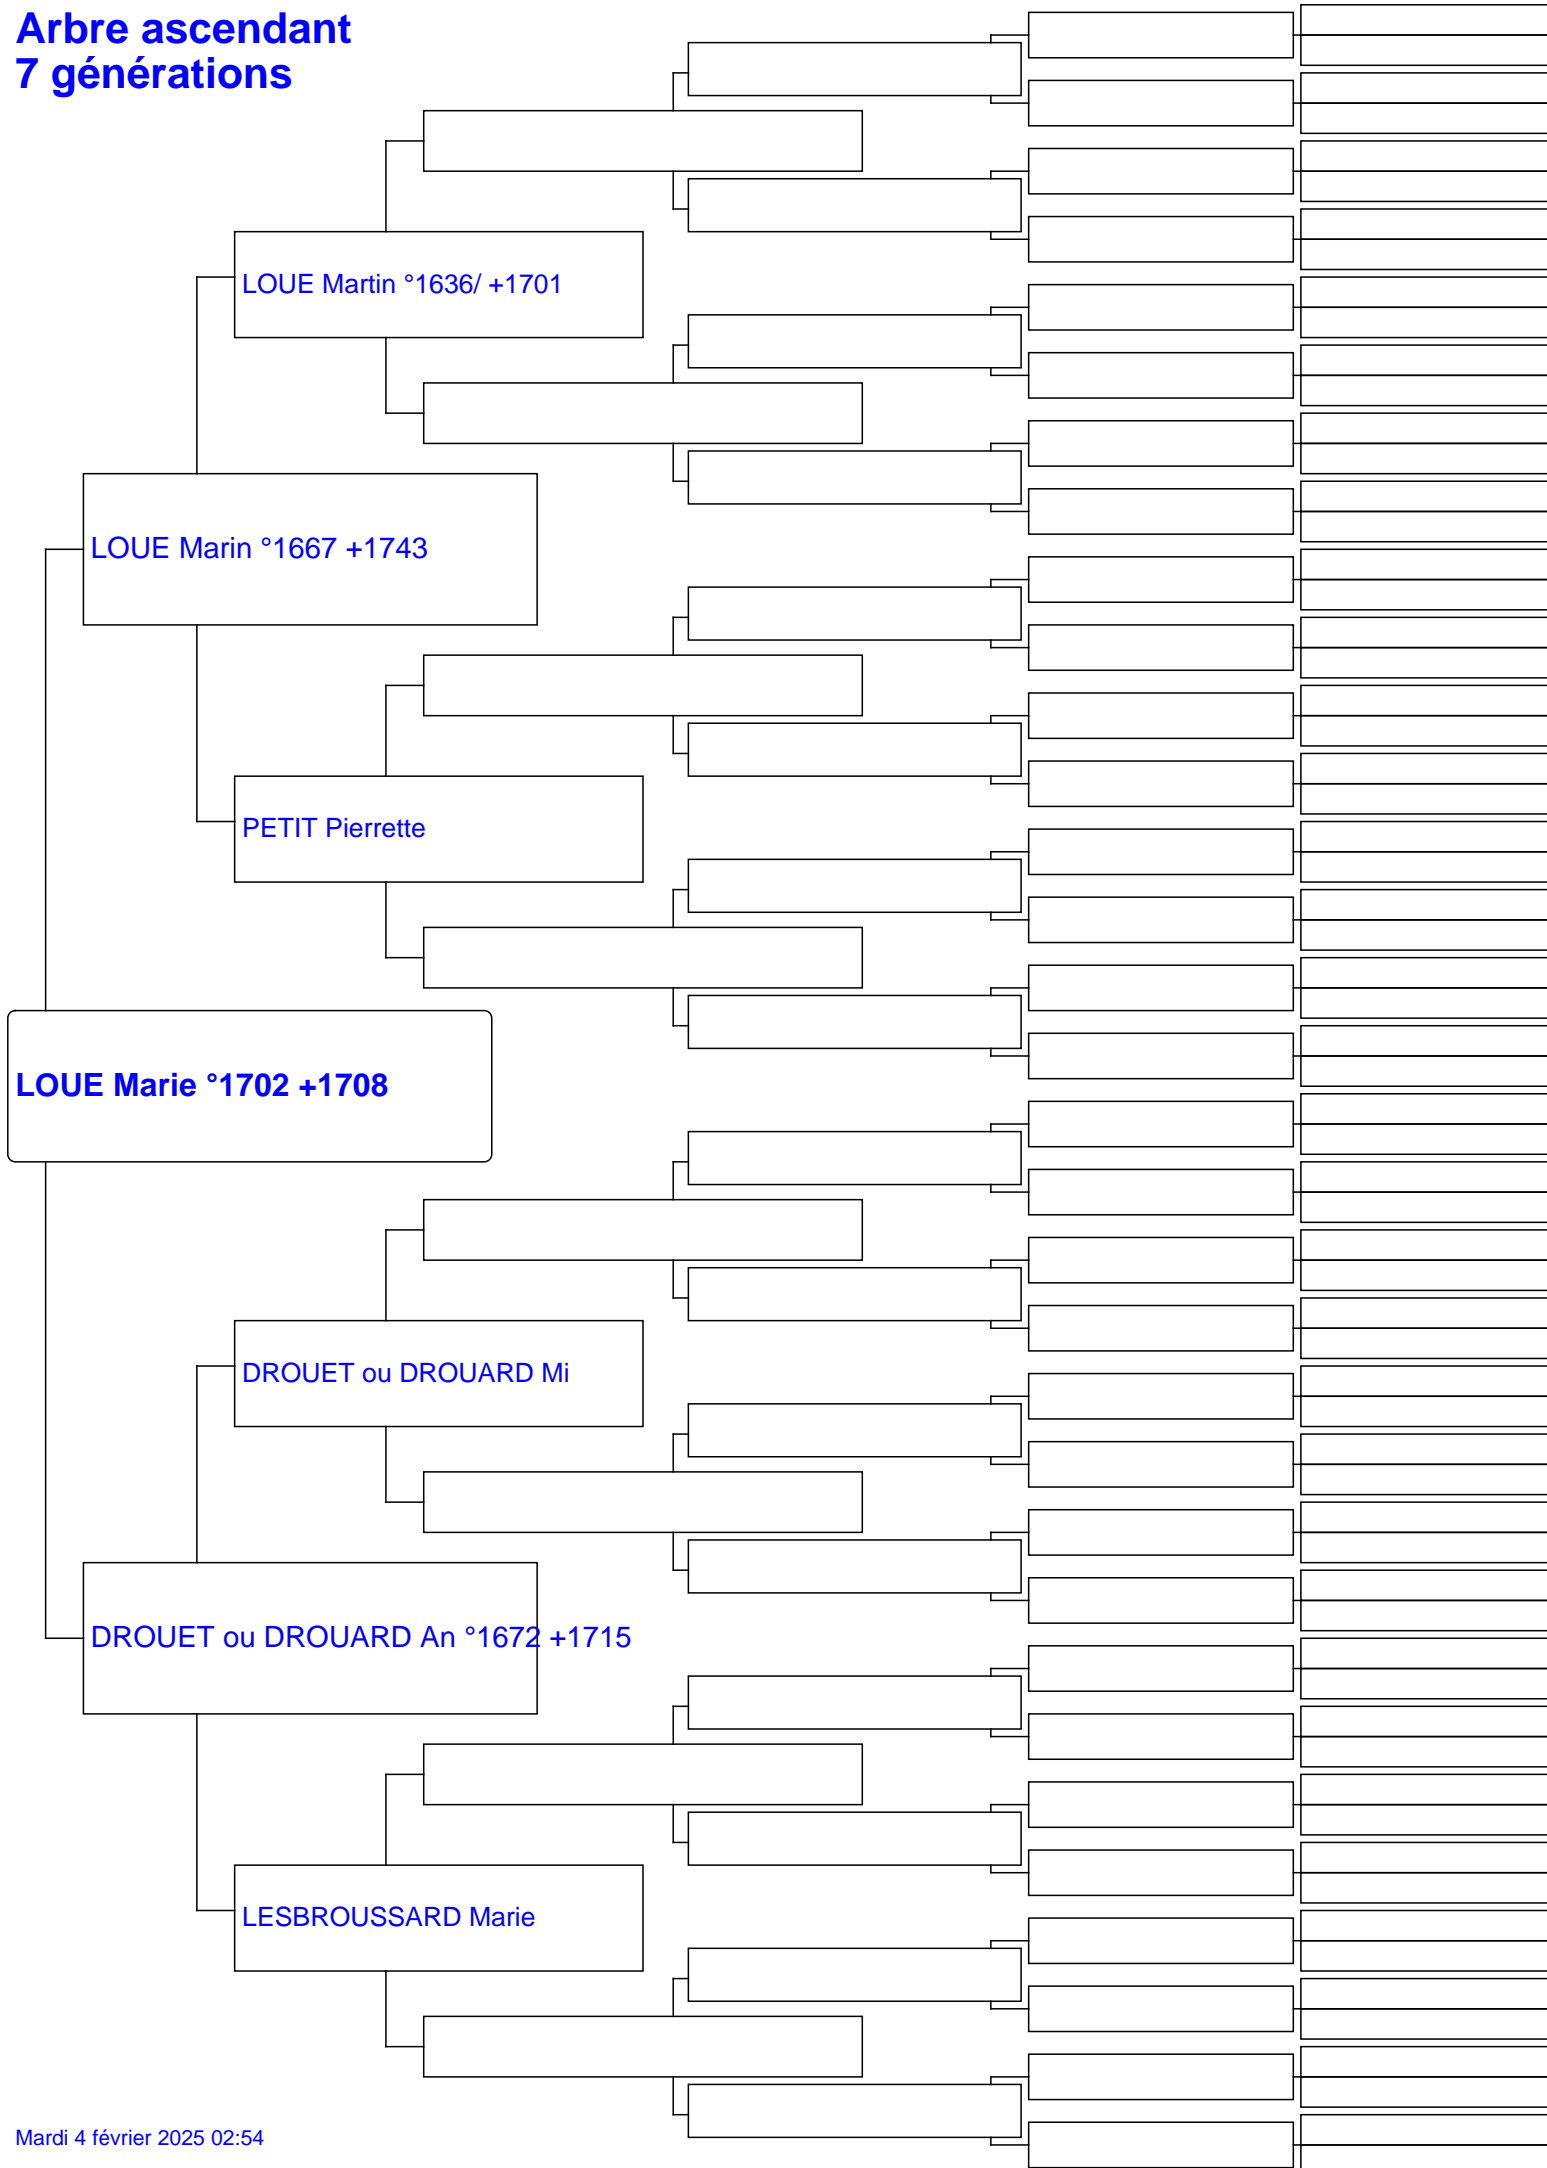 Arbre ascendant
7 générations
LOUE Martin °1636/ +1701
LOUE Marin °1667 +1743
PETIT Pierrette
LOUE Marie °1702 +1708
DROUET ou DROUARD Mi
DROUET ou DROUARD An °1672 +1715
LESBROUSSARD Marie
Mardi 4 février 2025 02:54